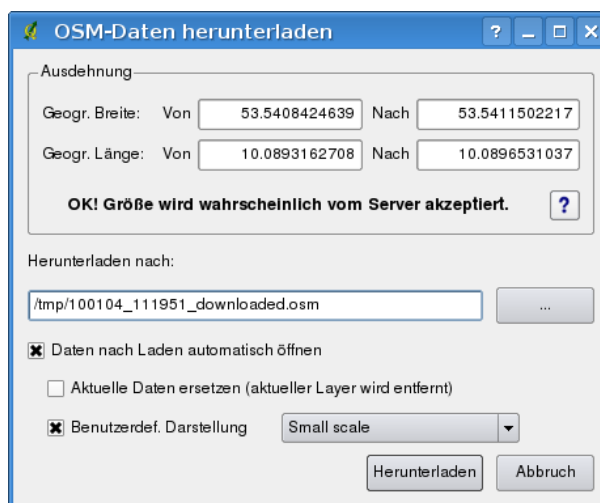 OSM-Daten herunterladen
Ausdehnung
Geogr. Breite: Von 53.5408424639 Nach 53.5411502217
Geogr. Länge: Von 10.0893162708 Nach 10.0896531037
OK! Größe wird wahrscheinlich vom Server akzeptiert. ?
Herunterladen nach:
/tmp/100104_111951_downloaded.osm ...
Daten nach Laden automatisch öffnen
Aktuelle Daten ersetzen (aktueller Layer wird entfernt)
Benutzerdef. Darstellung Small scale
Herunterladen Abbruch